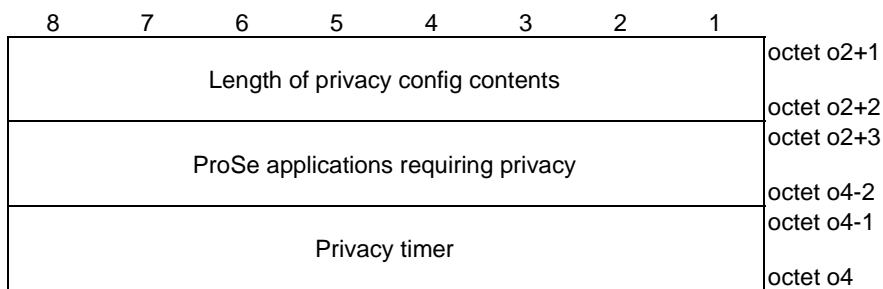 8 7 6 5 4 3 2 1
octet o2+1
Length of privacy config contents
octet o2+2
octet o2+3
ProSe applications requiring privacy
octet o4-2
octet o4-1
Privacy timer
octet o4